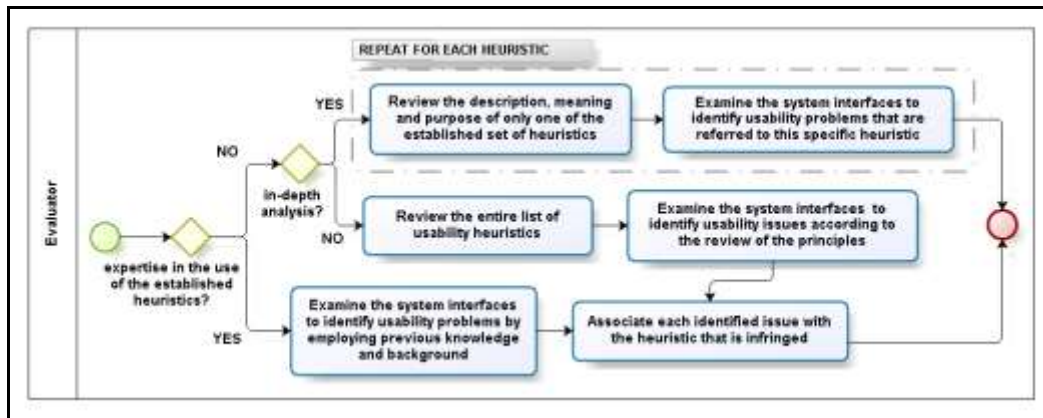 Evaluator
REPEAT FOR EACH HEURISTIC
YES
Review the description, meaning
and purpose of only one of the
established set of heuristics
Examine the system interfaces to
identify usability problems that are
referred to this specific heuristic
NO
in-depth
analysis?
NO
Review the entire list of
usability heuristics
Examine the system interfaces to
identify usability issues according to
the review of the principles
expertise in the use
of the established
heuristics?
YES
Examine the system interfaces
to identify usability problems by
employing previous knowledge
and background
Associate each identified issue with
the heuristic that is infringed